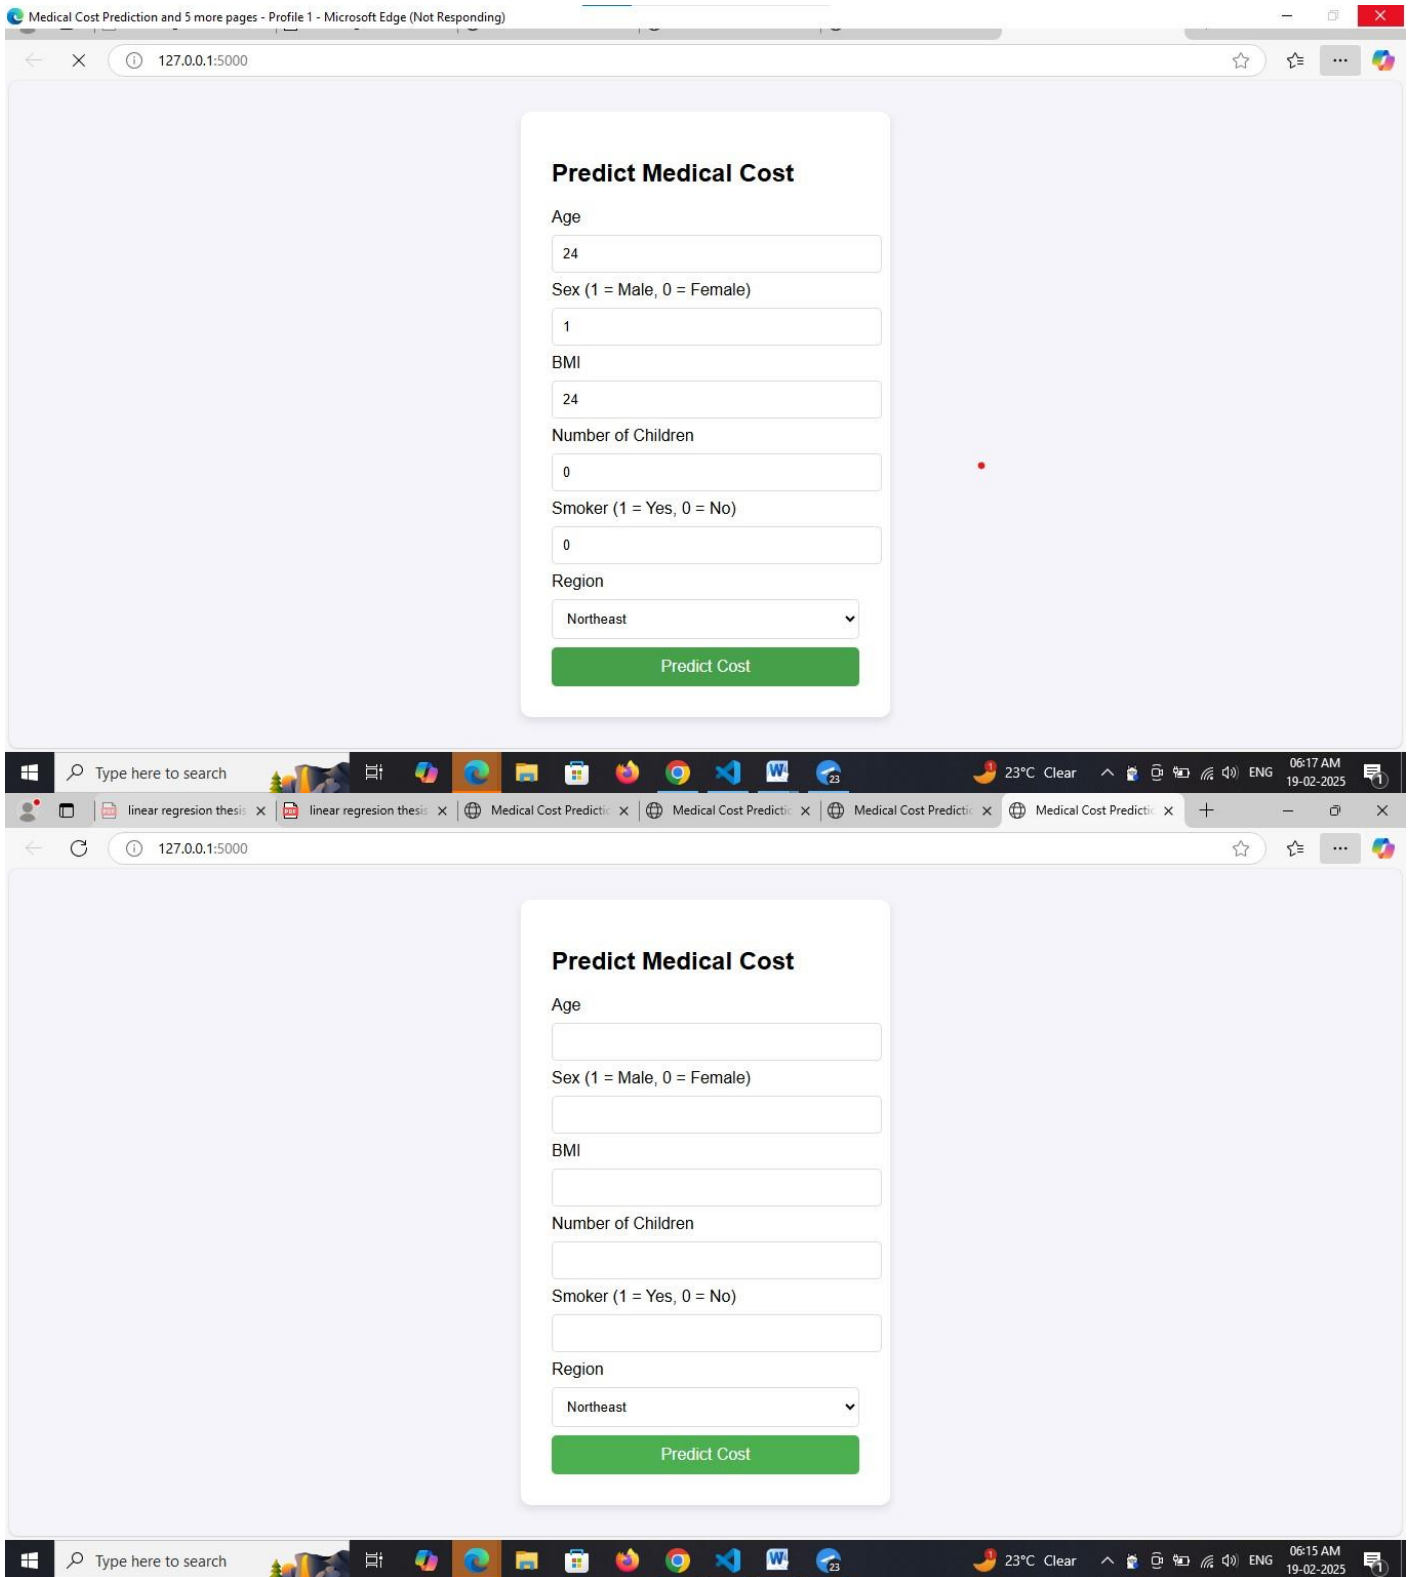 Medical Cost Prediction and 5 more pages - Profile 1 - Microsoft Edge (Not Responding)
127.0.0.1:5000
Predict Medical Cost
Age
24
Sex (1 = Male, 0 = Female)
1
BMI
24
Number of Children
0
Smoker (1 = Yes, 0 = No)
0
Region
Northeast
Predict Cost
Type here to search
23
23°C Clear
ENG
06:17 AM
19-02-2025
1
linear regresion thesis
linear regresion thesis
Medical Cost Predictic
Medical Cost Predictic
Medical Cost Predictic
Medical Cost Predictic
127.0.0.1:5000
Predict Medical Cost
Age
Sex (1 = Male, 0 = Female)
BMI
Number of Children
Smoker (1 = Yes, 0 = No)
Region
Northeast
Predict Cost
Type here to search
23
23°C Clear
ENG
06:15 AM
19-02-2025
1